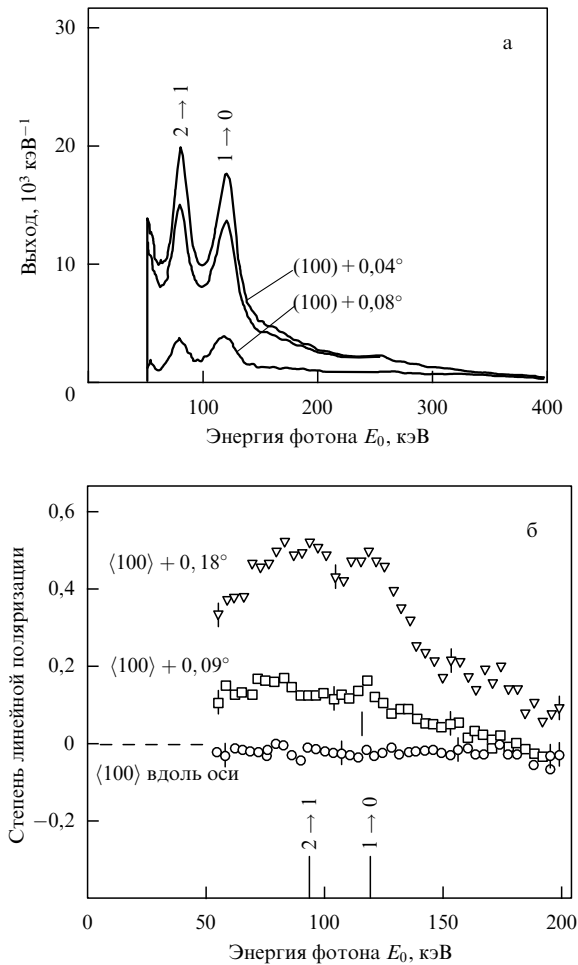 30
а
2 → 1
1 → 0
20
Выход, 10³ кэВ⁻¹
(100) + 0,04°
10
(100) + 0,08°
0
100
200
300
400
Энергия фотона E₀, кэВ
0,6
б
⟨100⟩ + 0,18°
0,4
Степень линейной поляризации
0,2
⟨100⟩ + 0,09°
0
⟨100⟩ вдоль оси
−0,2
2 → 1
1 → 0
0
50
100
150
200
Энергия фотона E₀, кэВ